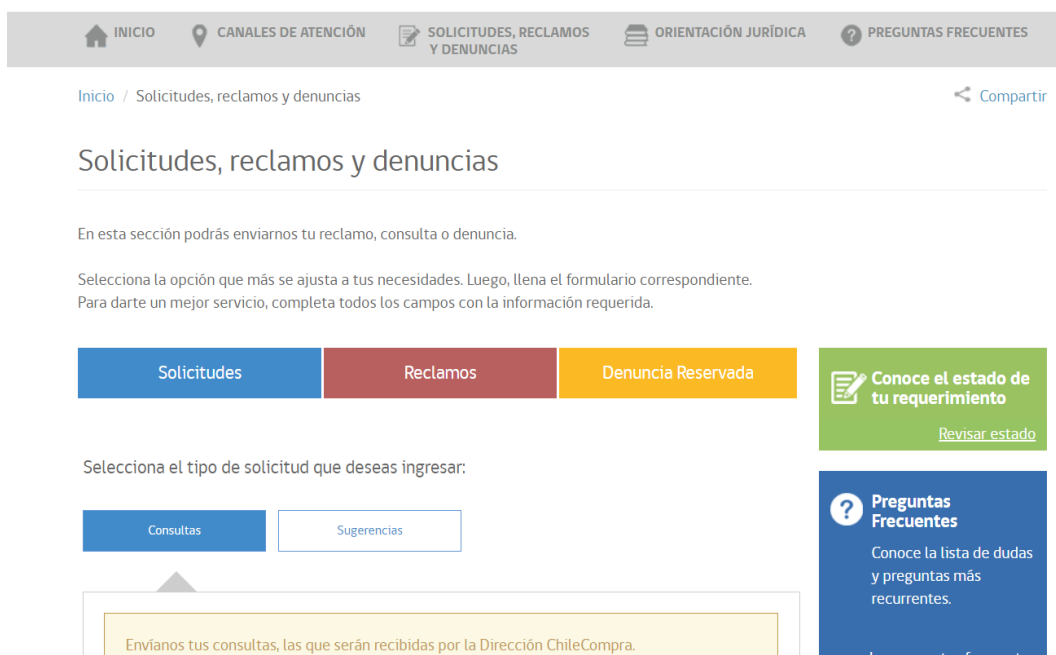 INICIO
CANALES DE ATENCIÓN
SOLICITUDES, RECLAMOS
Y DENUNCIAS
ORIENTACIÓN JURÍDICA
PREGUNTAS FRECUENTES
Inicio / Solicitudes, reclamos y denuncias
Compartir
Solicitudes, reclamos y denuncias
En esta sección podrás enviarnos tu reclamo, consulta o denuncia.
Selecciona la opción que más se ajusta a tus necesidades. Luego, llena el formulario correspondiente.
Para darte un mejor servicio, completa todos los campos con la información requerida.
Solicitudes
Reclamos
Denuncia Reservada
Selecciona el tipo de solicitud que deseas ingresar:
Consultas
Sugerencias
Envíanos tus consultas, las que serán recibidas por la Dirección ChileCompra.
Conoce el estado de
tu requerimiento
Revisar estado
Preguntas
Frecuentes
Conoce la lista de dudas
y preguntas más
recurrentes.